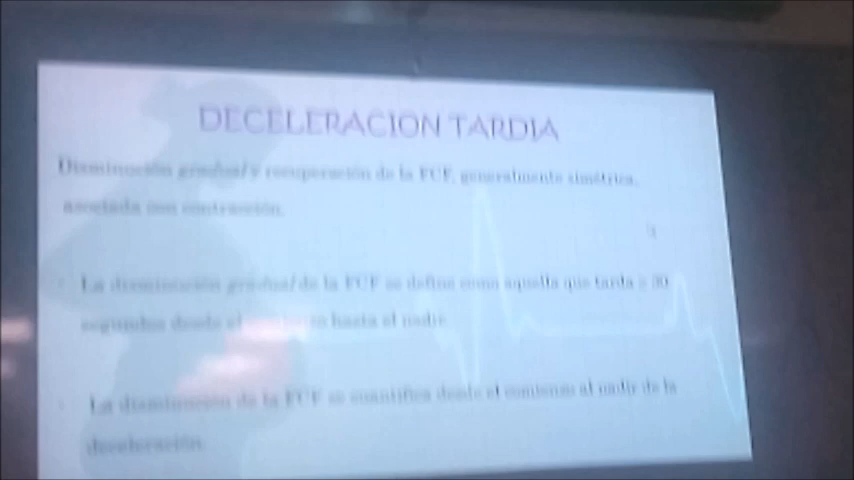 DECELERACION TARDIA
Disminución gradual y recuperación de la FCF, generalmente simétrica,
asociada con contracción.
La disminución gradual de la FCF se define como aquella que tarda ≥ 30
segundos desde el hasta el nadir
La disminución de la FCF se cuantifica desde el comienzo al nadir de la
deceleración.